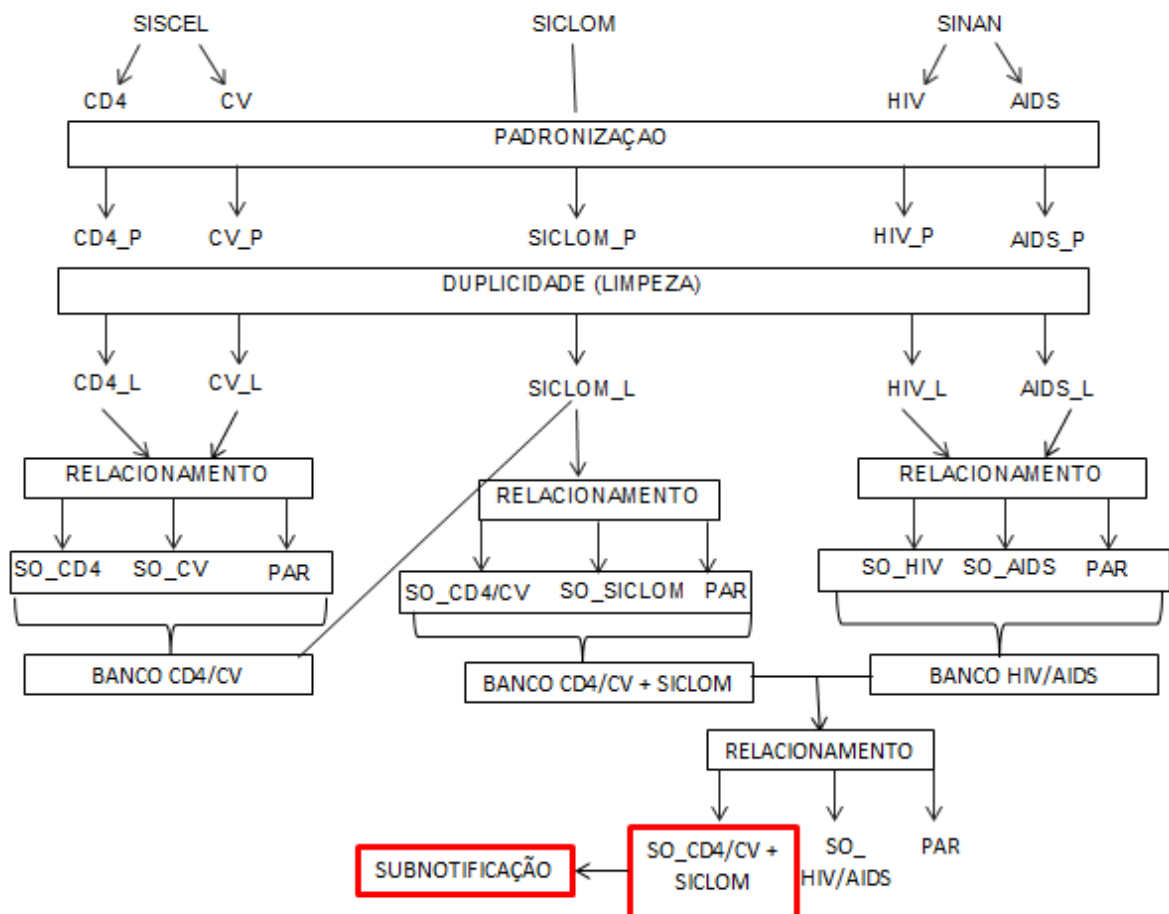 SISCEL SICLOM SINAN
CD4 CV HIV AIDS
PADRONIZAÇAO
CD4_P CV_P SICLOM_P HIV_P AIDS_P
DUPLICIDADE (LIMPEZA)
CD4_L CV_L SICLOM_L HIV_L AIDS_L
RELACIONAMENTO RELACIONAMENTO RELACIONAMENTO
SO_CD4 SO_CV PAR SO_CD4/CV SO_SICLOM PAR SO_HIV SO_AIDS PAR
BANCO CD4/CV BANCO CD4/CV + SICLOM BANCO HIV/AIDS
RELACIONAMENTO
SO_CD4/CV +
SICLOM
SO_
HIV/AIDS
PAR
SUBNOTIFICAÇÃO